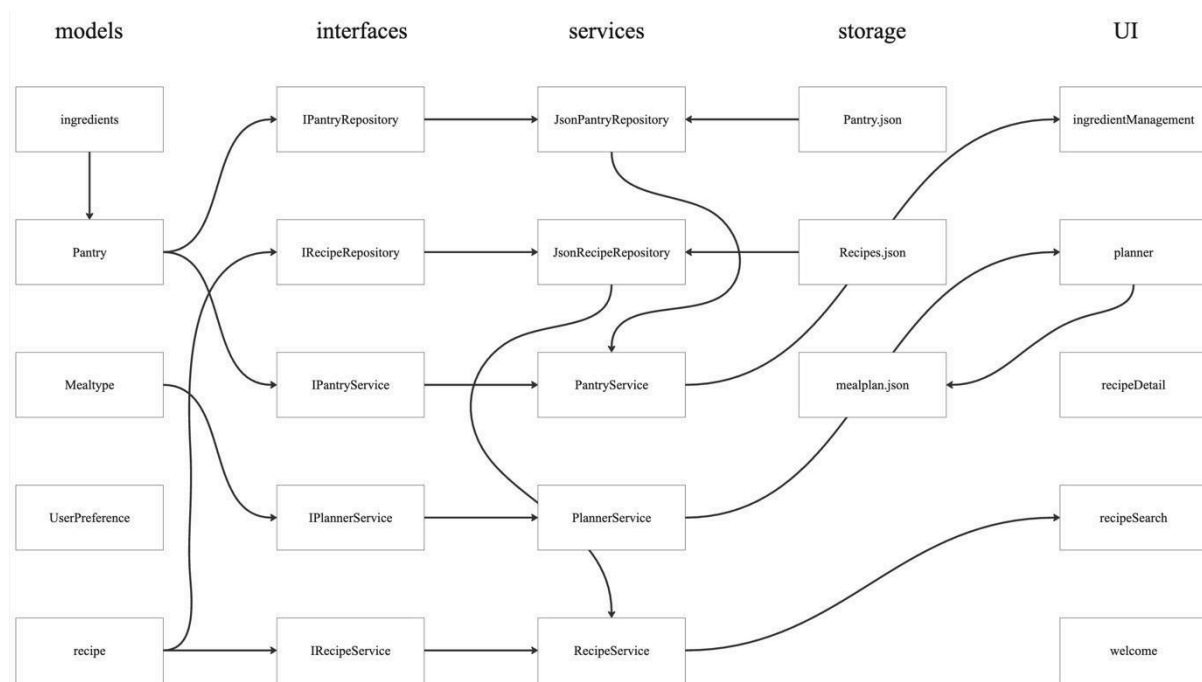 models
interfaces
services
storage
UI
ingredients
IPantryRepository
JsonPantryRepository
Pantry.json
ingredientManagement
Pantry
IRecipeRepository
JsonRecipeRepository
Recipes.json
planner
Mealtype
IPantryService
PantryService
mealplan.json
recipeDetail
UserPreference
IPlannerService
PlannerService
recipeSearch
recipe
IRecipeService
RecipeService
welcome